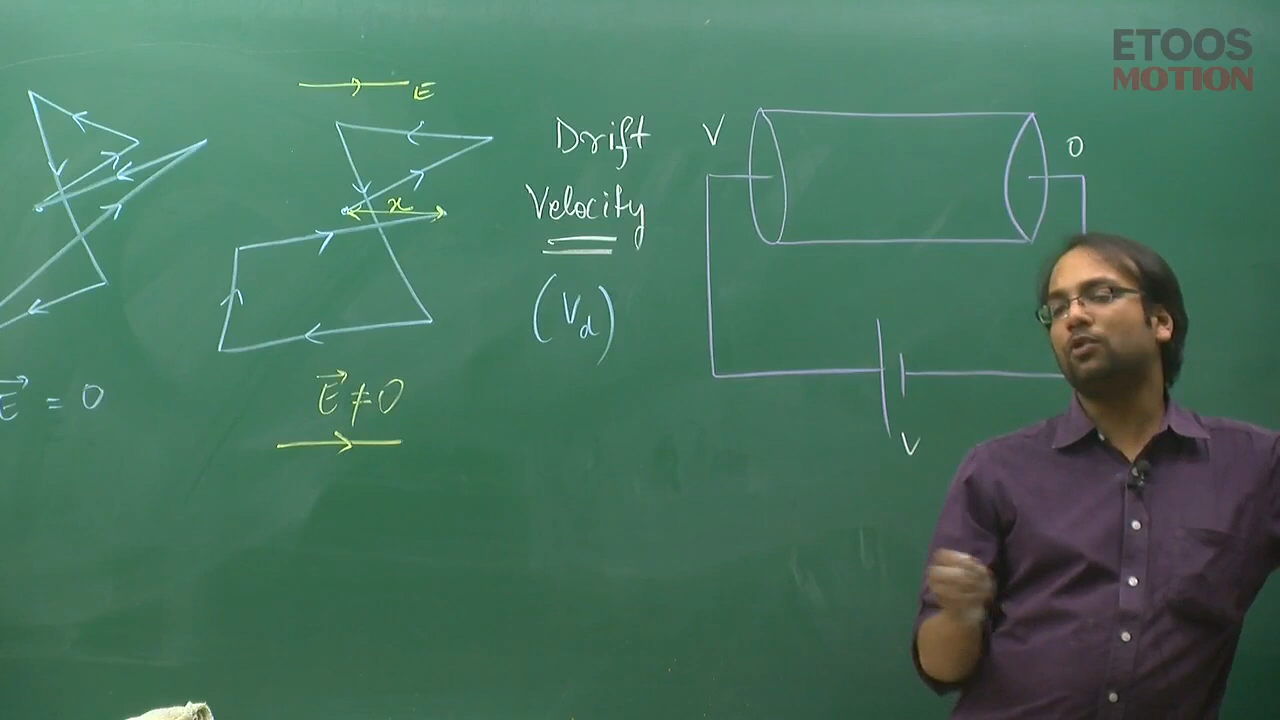 ETOOS
MOTION
E
Drift
Velocity
(V_d)
x
V
0
V
E⃗ = 0
E⃗ ≠ 0